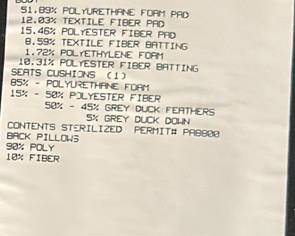 BODY
51.89% POLYURETHANE FOAM PAD
12.03% TEXTILE FIBER PAD
15.46% POLYESTER FIBER PAD
8.59% TEXTILE FIBER BATTING
1.72% POLYETHYLENE FOAM
10.31% POLYESTER FIBER BATTING
SEATS CUSHIONS (1)
85% - POLYURETHANE FOAM
15% - 50% POLYESTER FIBER
50% - 45% GREY DUCK FEATHERS
5% GREY DUCK DOWN
CONTENTS STERILIZED PERMIT# PA8800
BACK PILLOWS
90% POLY
10% FIBER